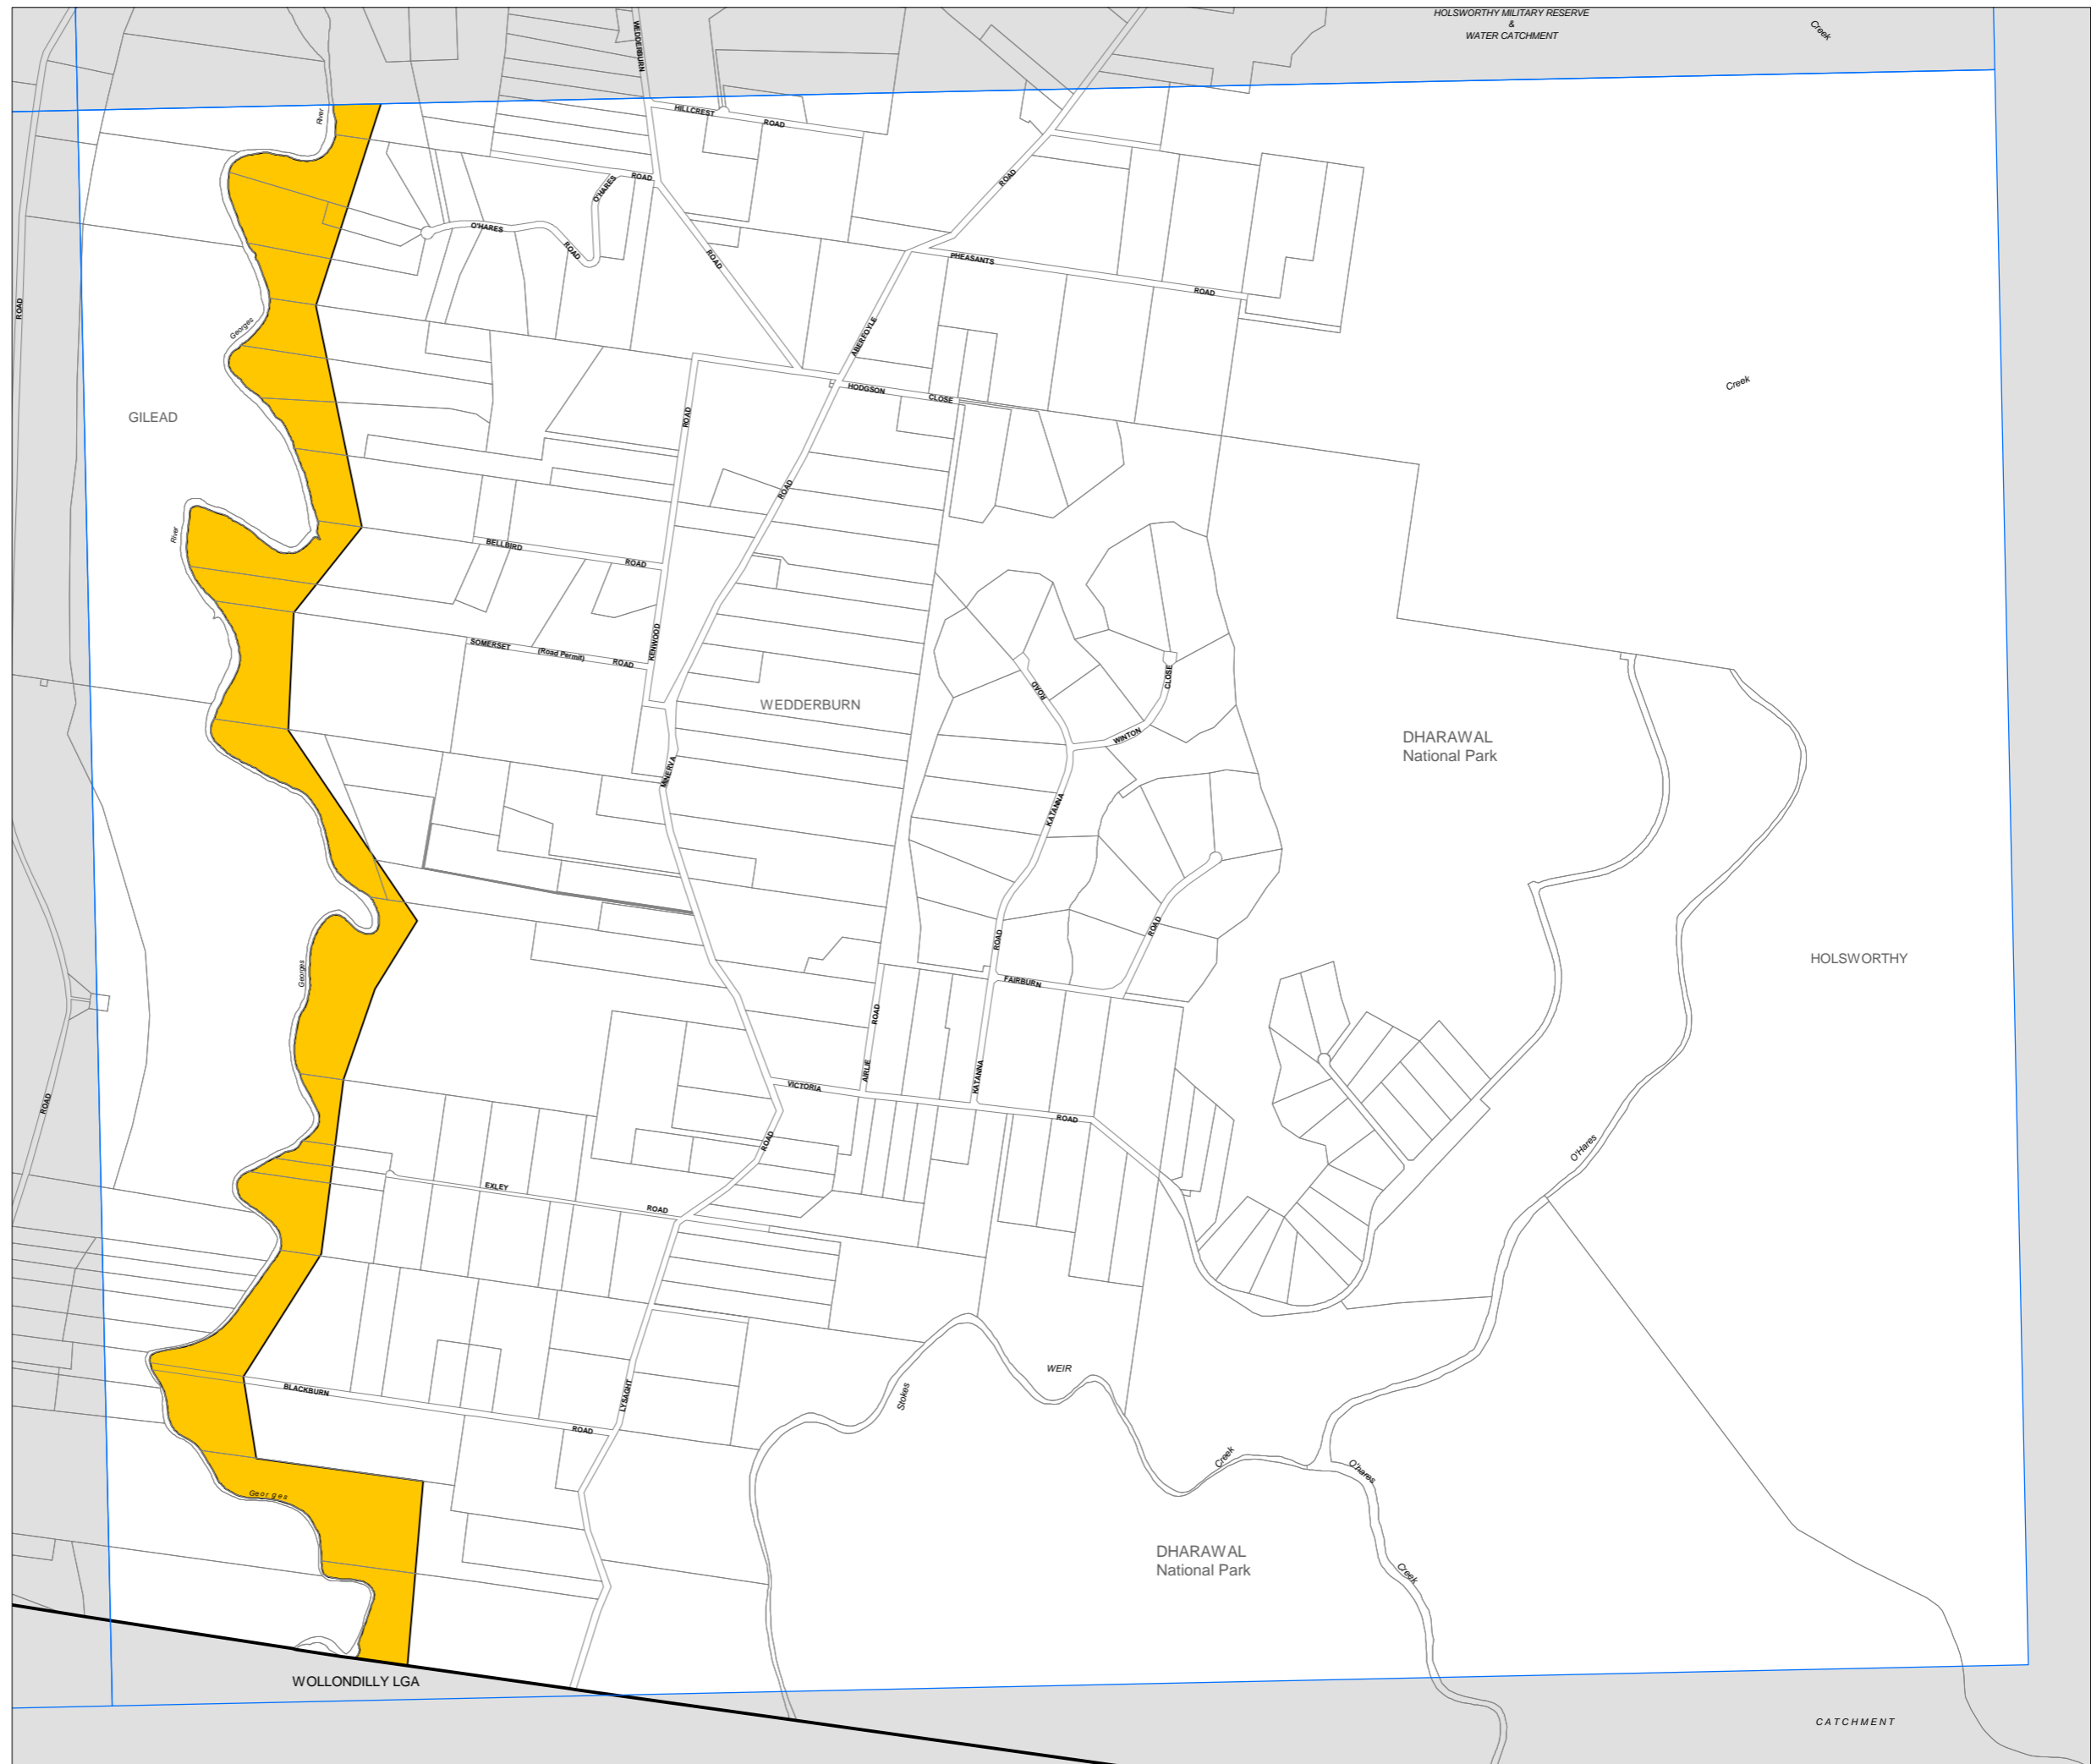 HOLSWORTHY MILITARY RESERVE
&
WATER CATCHMENT
Creek
WEDDERBURN
River
HILLCREST
ROAD
ROAD
O'HARES
ROAD
O'HARES
ROAD
ROAD
PHEASANTS
ROAD
ROAD
Georges
ABERFOYLE
Creek
HODGSON
CLOSE
GILEAD
ROAD
ROAD
River
BELLBIRD
ROAD
SOMERSET
(Road Permit)
ROAD
KENWOOD
CLOSE
ROAD
WEDDERBURN
WINTON
DHARAWAL
National Park
MINERVA
KATANNA
ROAD
ROAD
HOLSWORTHY
Georges
FAIRBURN
ROAD
AIRLIE
KATANNA
VICTORIA
ROAD
ROAD
ROAD
O'Hares
EXLEY
ROAD
WEIR
Stokes
BLACKBURN
ROAD
LYSAGHT
Creek
O'hares
Georges
DHARAWAL
National Park
Creek
WOLLONDILLY LGA
CATCHMENT